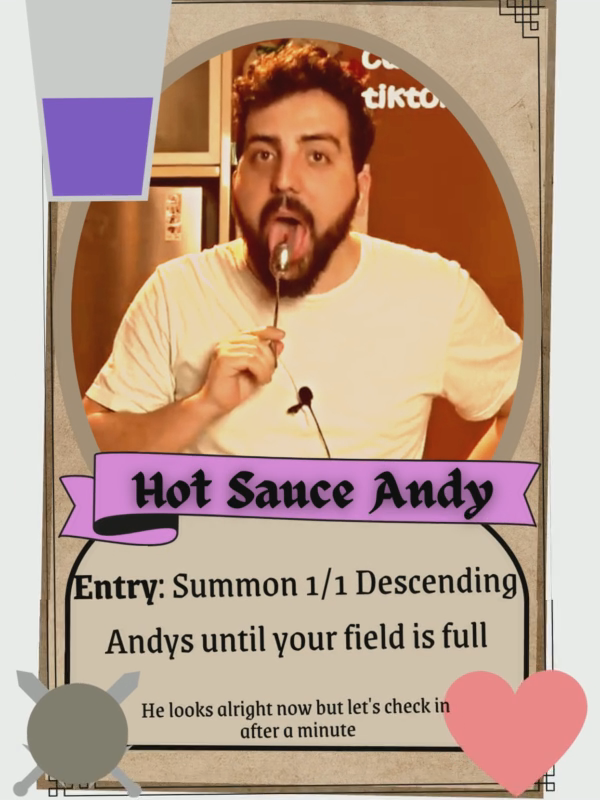 tikto
Hot Sauce Andy
Entry: Summon 1/1 Descending
Andys until your field is full
He looks alright now but let's check in
after a minute